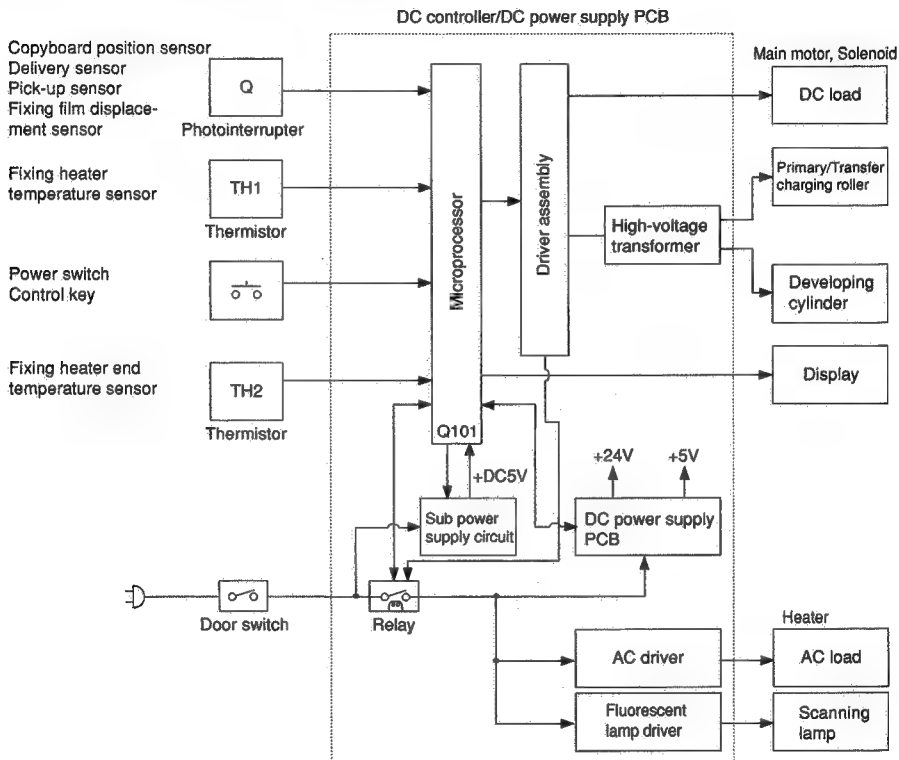 DC controller/DC power supply PCB
Copyboard position sensor
Delivery sensor
Pick-up sensor
Fixing film displace-
ment sensor
Q
Photointerrupter
Fixing heater
temperature sensor
TH1
Thermistor
Power switch
Control key
Fixing heater end
temperature sensor
TH2
Thermistor
Microprocessor
Q101
Driver assembly
High-voltage
transformer
Main motor, Solenoid
DC load
Primary/Transfer
charging roller
Developing
cylinder
Display
+DC5V
Sub power
supply circuit
+24V
+5V
DC power supply
PCB
Door switch
Relay
AC driver
Heater
AC load
Fluorescent
lamp driver
Scanning
lamp